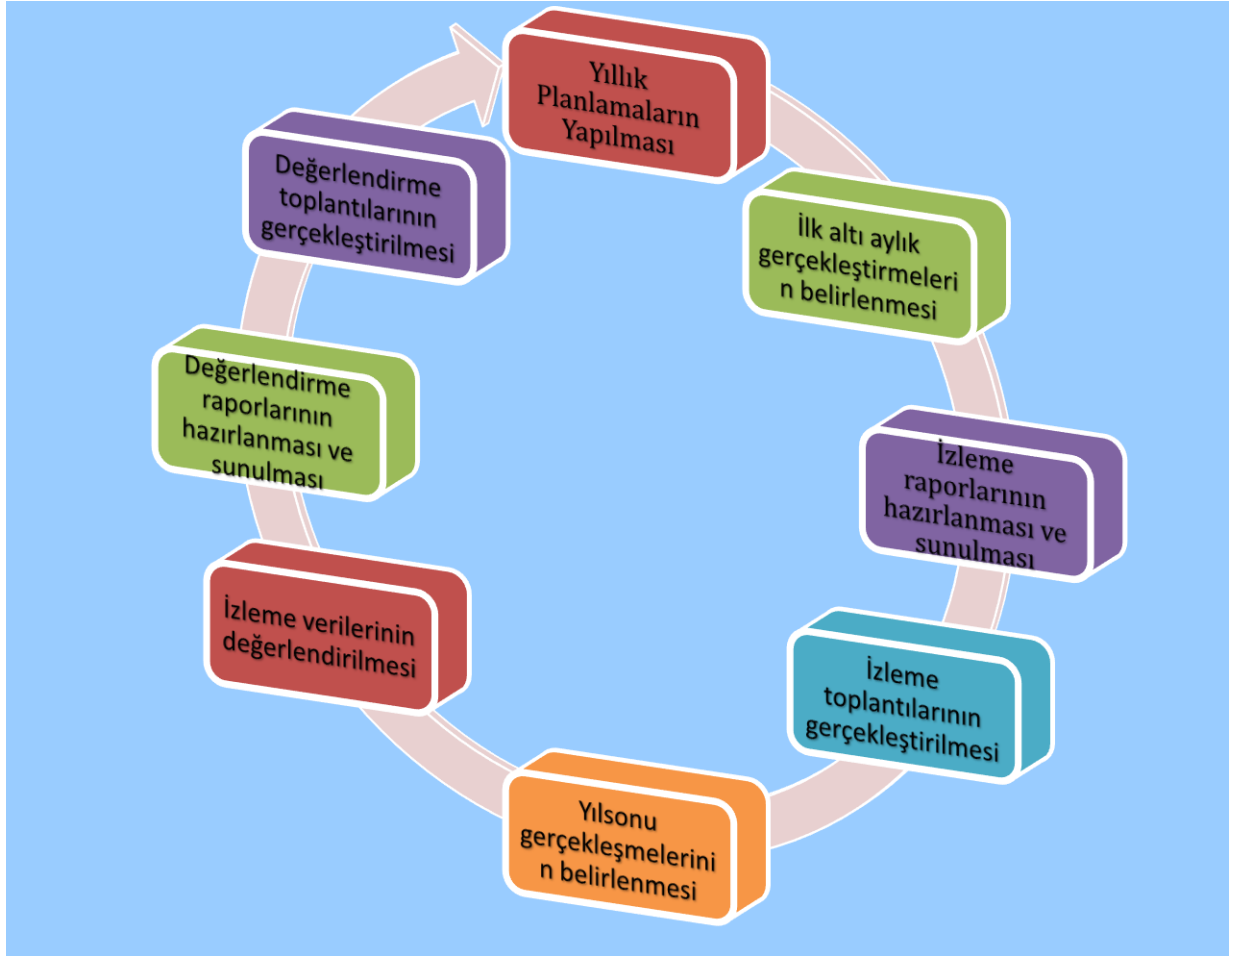 Yıllık
Planlamaların
Yapılması
İlk altı aylık
gerçekleştirmeleri
n belirlenmesi
İzleme
raporlarının
hazırlanması ve
sunulması
İzleme
toplantılarının
gerçekleştirilmesi
Yılsonu
gerçekleşmelerini
n belirlenmesi
İzleme verilerinin
değerlendirilmesi
Değerlendirme
raporlarının
hazırlanması ve
sunulması
Değerlendirme
toplantılarının
gerçekleştirilmesi